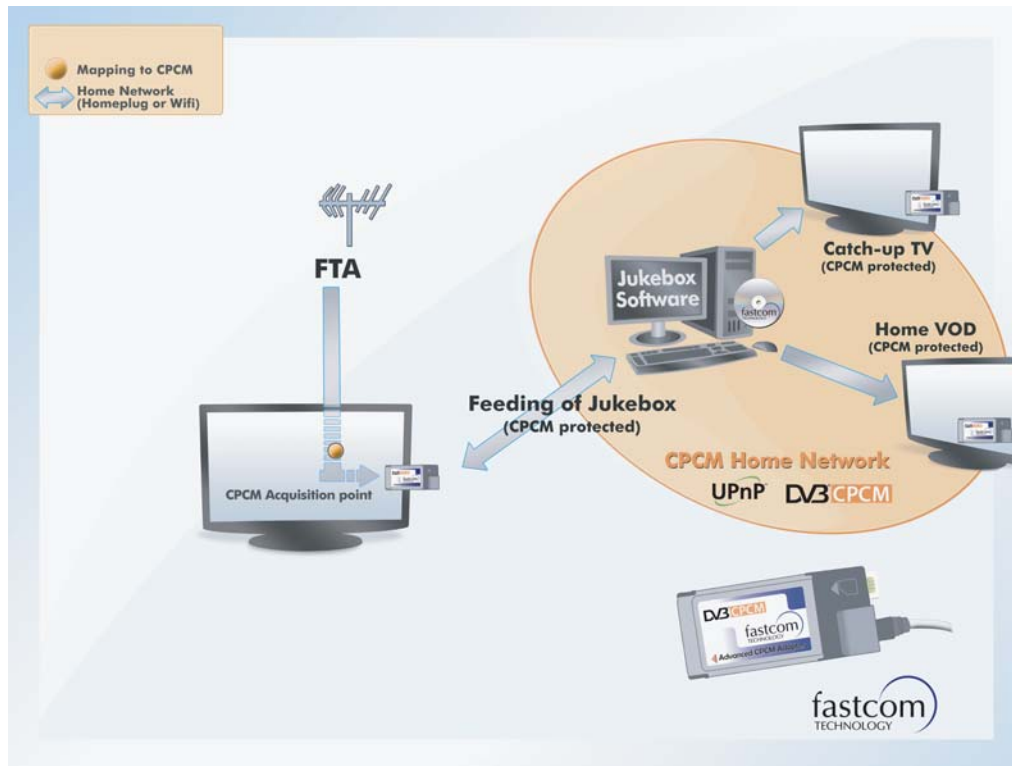 Mapping to CPCM
Home Network
(Homeplug or Wifi)
FTA
CPCM Acquisition point
Feeding of Jukebox
(CPCM protected)
Jukebox
Software
fastcom
TECHNOLOGY
Catch-up TV
(CPCM protected)
Home VOD
(CPCM protected)
CPCM Home Network
UPnP
DVB CPCM
DVB CPCM
fastcom
TECHNOLOGY
Advanced CPCM Adaptor
fastcom
TECHNOLOGY